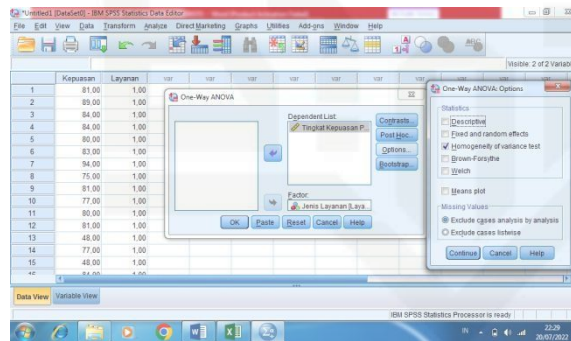 *Untitled1 [DataSet0] - IBM SPSS Statistics Data Editor
File Edit View Data Transform Analyze Direct Marketing Graphs Utilities Add-ons Window Help
Visible: 2 of 2 Variab
Kepuasan Layanan var var var var var var var
1 81,00 1,00
2 89,00 1,00
3 84,00 1,00
4 84,00 1,00
5 80,00 1,00
6 83,00 1,00
7 94,00 1,00
8 75,00 1,00
9 81,00 1,00
10 77,00 1,00
11 80,00 1,00
12 81,00 1,00
13 48,00 1,00
14 77,00 1,00
15 48,00 1,00
16 84,00 1,00
One-Way ANOVA
Dependent List:
Tingkat Kepuasan P...
Factor:
Jenis Layanan [Laya...
Contrasts...
Post Hoc...
Options...
Bootstrap...
OK Paste Reset Cancel Help
One-Way ANOVA: Options
Statistics
Descriptive
Fixed and random effects
Homogeneity of variance test
Brown-Forsythe
Welch
Means plot
Missing Values
Exclude cases analysis by analysis
Exclude cases listwise
Continue Cancel Help
Data View Variable View
IBM SPSS Statistics Processor is ready
IN 22:29
20/07/2022